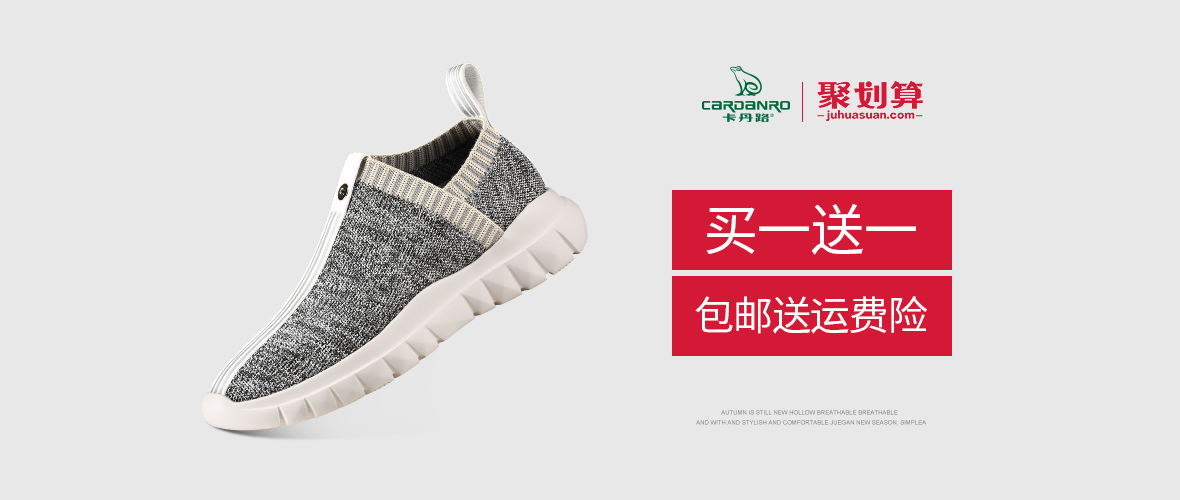 CARDANRO
卡丹路®
聚划算
juhuasuan.com
买一送一
包邮送运费险
AUTUMN IS STILL NEW HOLLOW BREATHABLE BREATHABLE
AND WITH AND STYLISH AND COMFORTABLE JUEGAN NEW SEASON, SIMPLEA